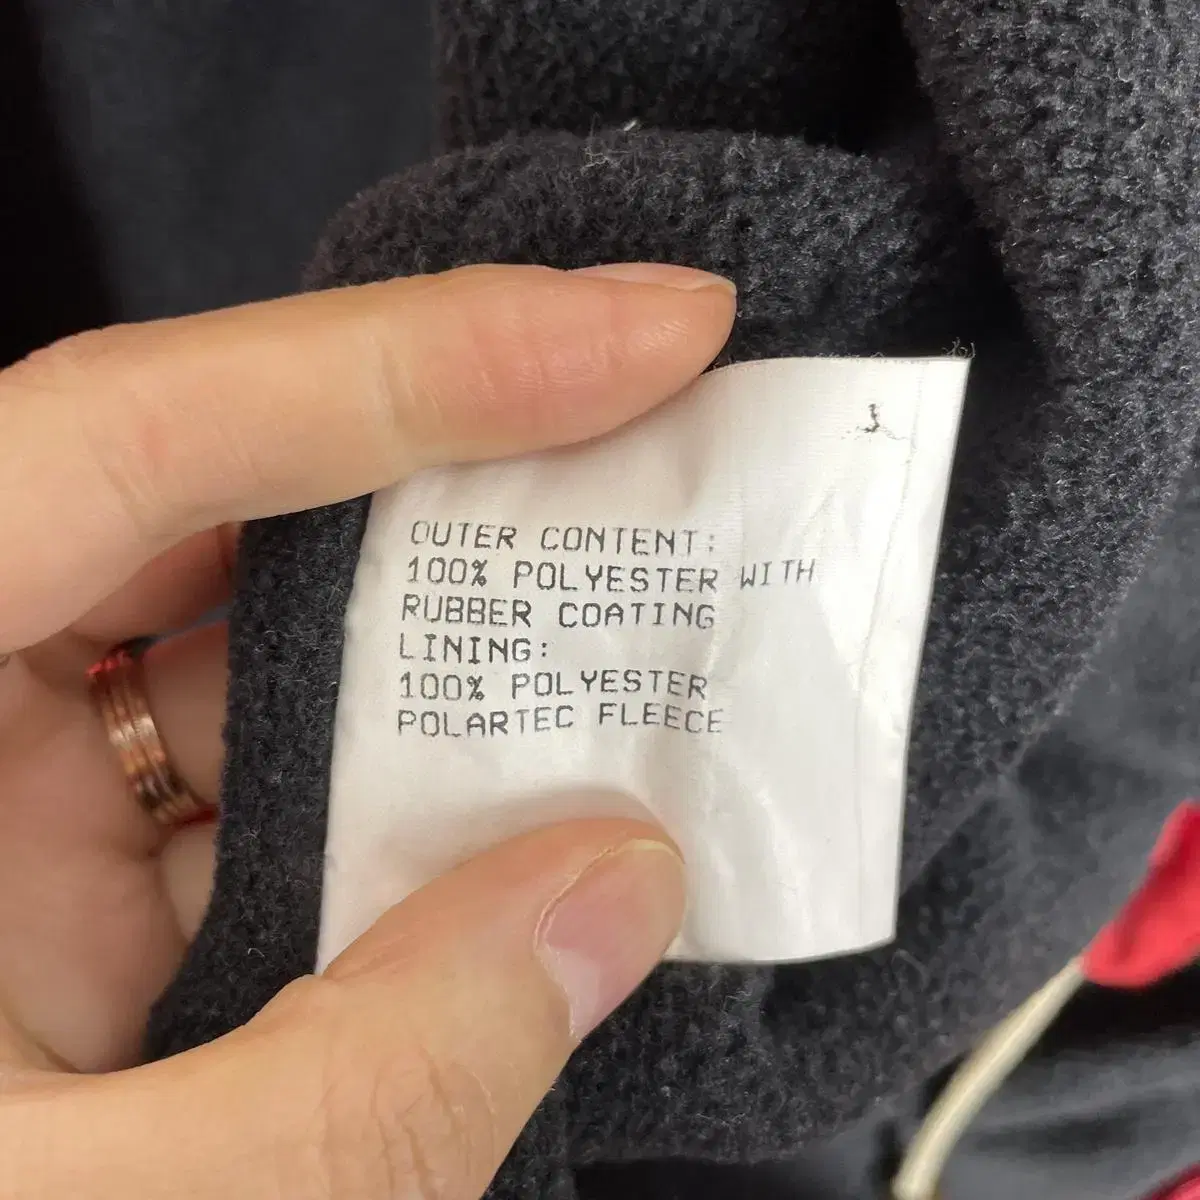 OUTER CONTENT:
100% POLYESTER WITH
RUBBER COATING
LINING:
100% POLYESTER
POLARTEC FLEECE